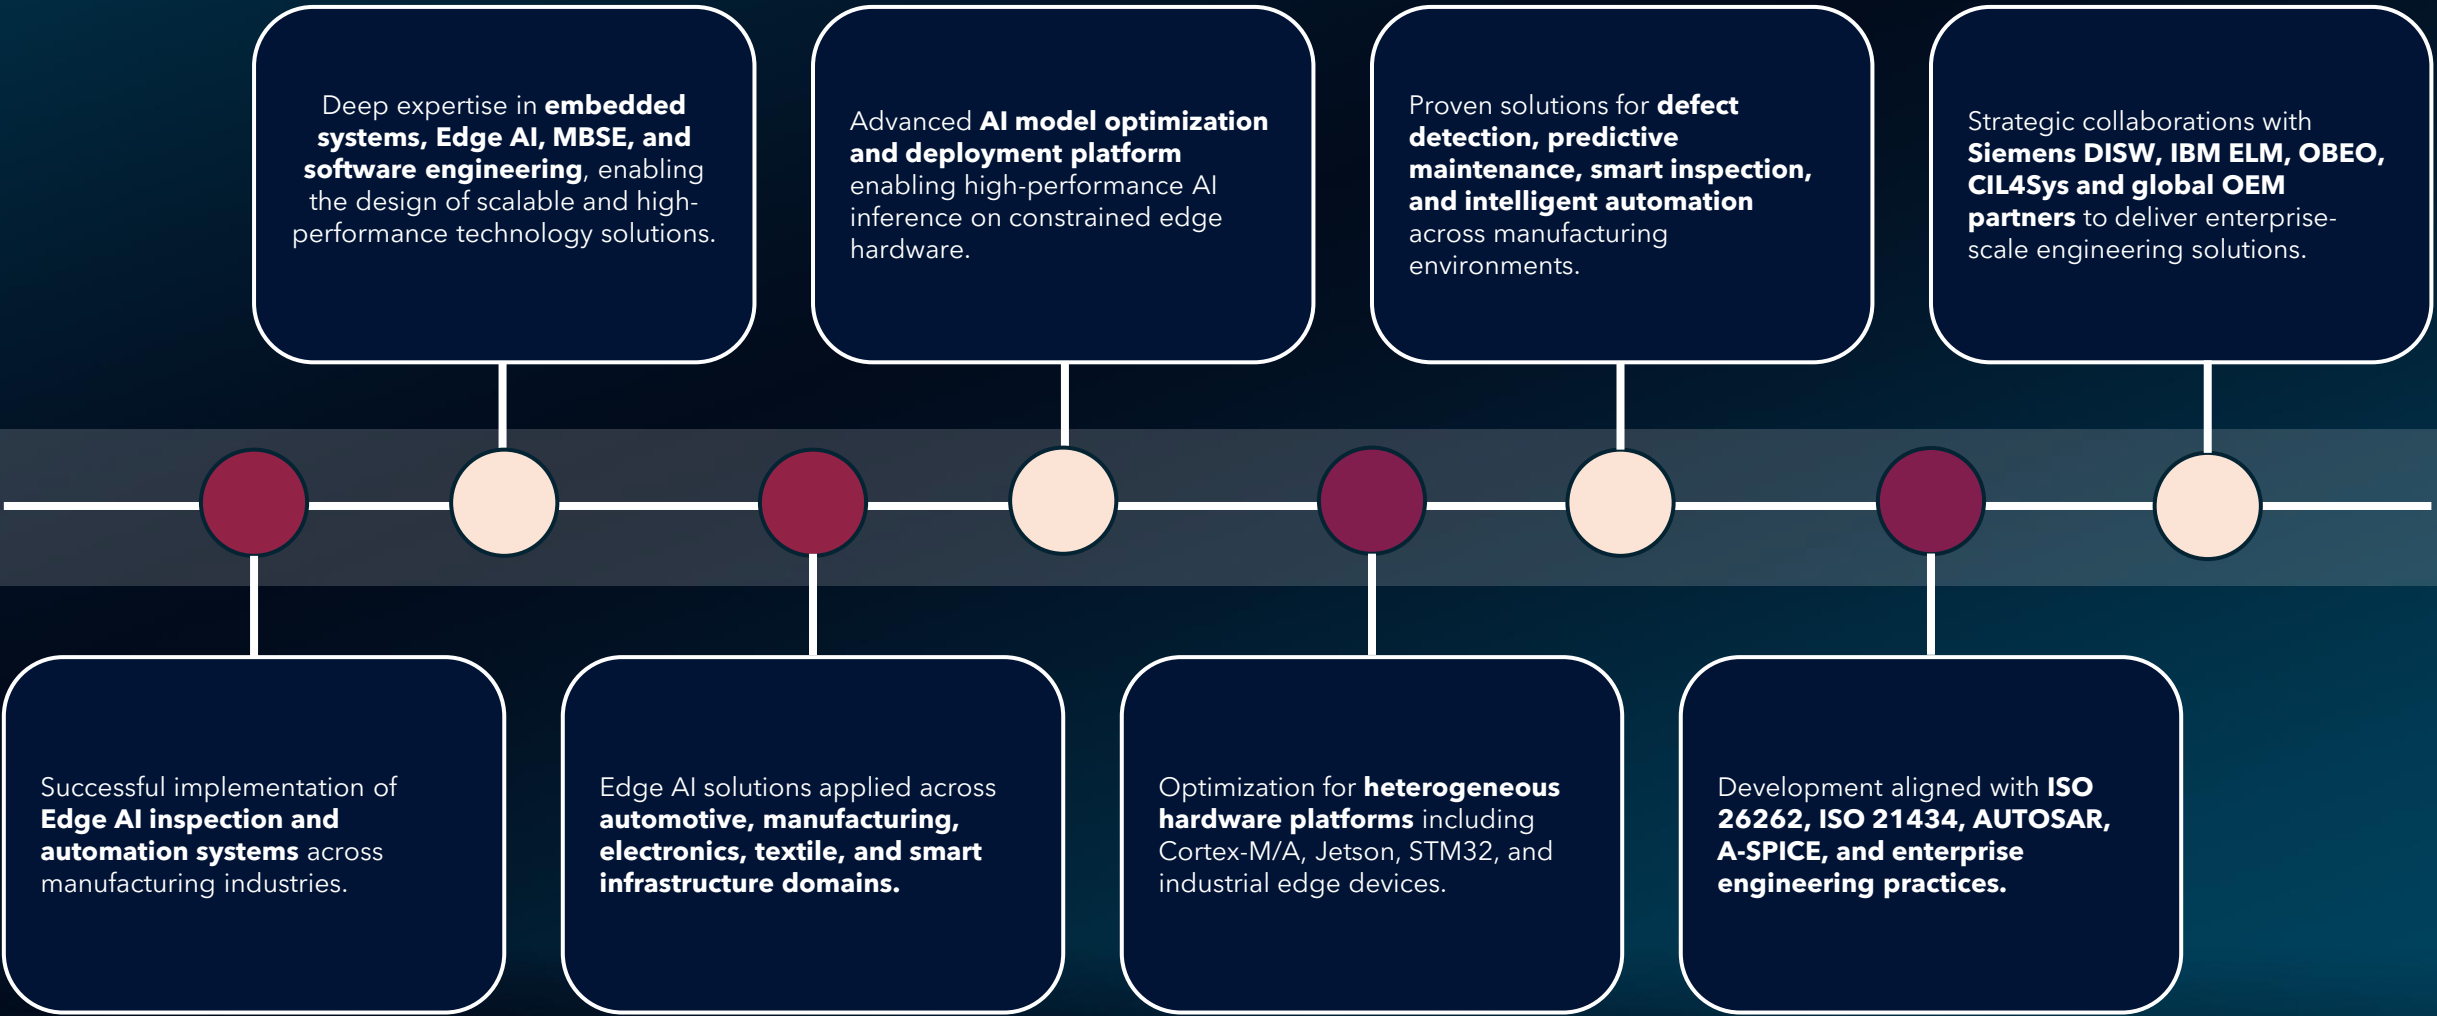 Deep expertise in embedded
systems, Edge AI, MBSE, and
software engineering, enabling
the design of scalable and high-
performance technology solutions.
Advanced AI model optimization
and deployment platform
enabling high-performance AI
inference on constrained edge
hardware.
Proven solutions for defect
detection, predictive
maintenance, smart inspection,
and intelligent automation
across manufacturing
environments.
Strategic collaborations with
Siemens DISW, IBM ELM, OBEO,
CIL4Sys and global OEM
partners to deliver enterprise-
scale engineering solutions.
Successful implementation of
Edge AI inspection and
automation systems across
manufacturing industries.
Edge AI solutions applied across
automotive, manufacturing,
electronics, textile, and smart
infrastructure domains.
Optimization for heterogeneous
hardware platforms including
Cortex-M/A, Jetson, STM32, and
industrial edge devices.
Development aligned with ISO
26262, ISO 21434, AUTOSAR,
A-SPICE, and enterprise
engineering practices.